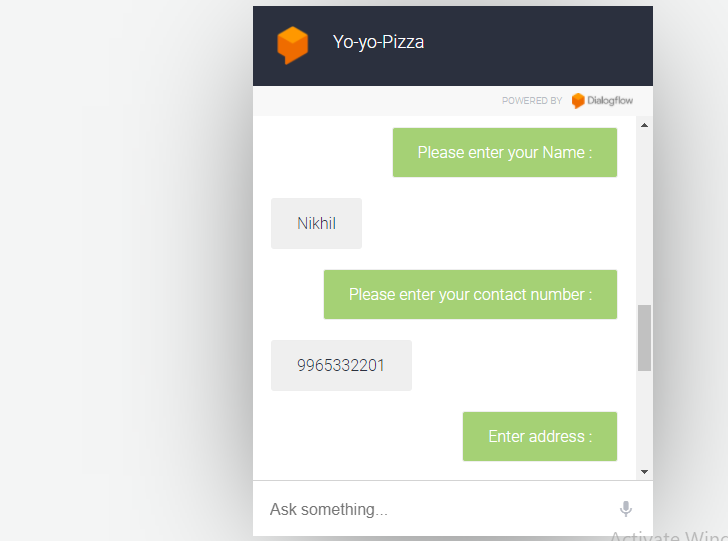 Yo-yo-Pizza
POWERED BY Dialogflow
Please enter your Name :
Nikhil
Please enter your contact number :
9965332201
Enter address :
Ask something...
Activate